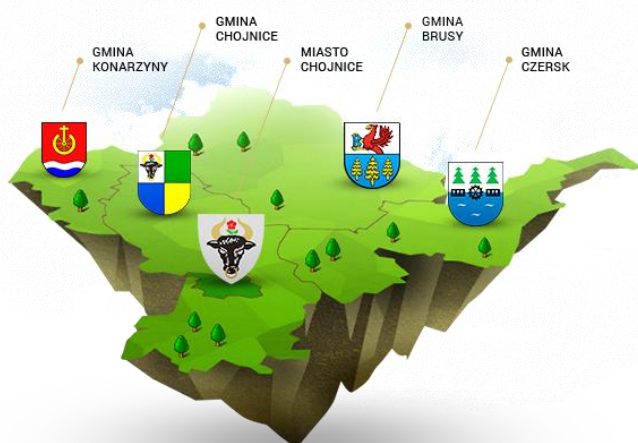 GMINA
KONARZYNY
GMINA
CHOJNICE
MIASTO
CHOJNICE
GMINA
BRUSY
GMINA
CZERSK